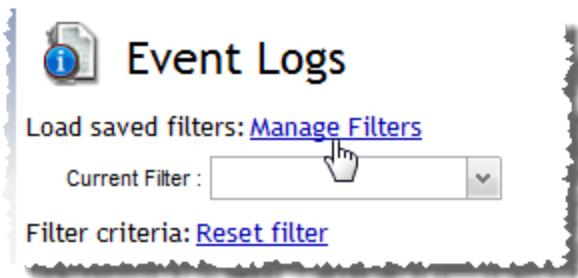 Event Logs
Load saved filters: Manage Filters
Current Filter :
Filter criteria: Reset filter